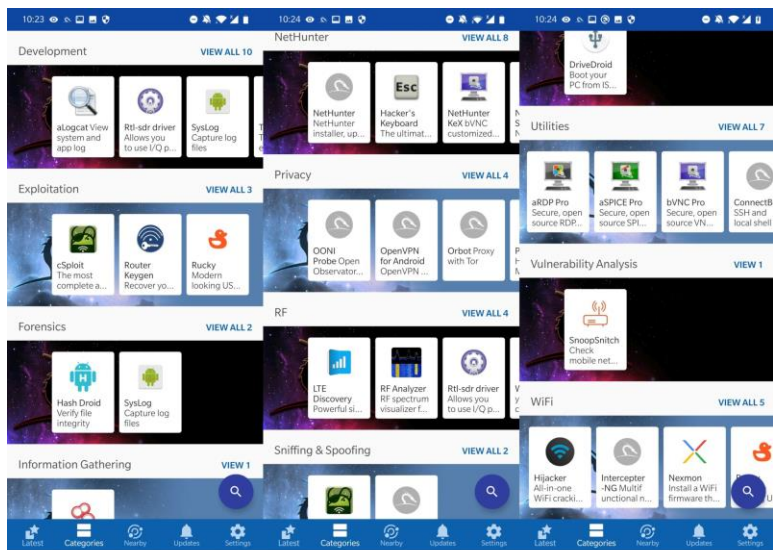 10:23
Development
VIEW ALL 10
aLogcat View
system and
app log
Rtl-sdr driver
Allows you
to use I/Q p...
SysLog
Capture log
files
Exploitation
VIEW ALL 3
cSploit
The most
complete a...
Router
Keygen
Recover yo...
Rucky
Modern
looking US...
Forensics
VIEW ALL 2
Hash Droid
Verify file
integrity
SysLog
Capture log
files
Information Gathering
VIEW 1
Latest
Categories
Nearby
Updates
Settings
10:24
NetHunter
VIEW ALL 8
NetHunter
NetHunter
installer, up...
Esc
Hacker's
Keyboard
The ultimat...
NetHunter
KeX bVNC
customized...
Privacy
VIEW ALL 4
OONI
Probe Open
Observator...
OpenVPN
for Android
OpenVPN ...
Orbot Proxy
with Tor
RF
VIEW ALL 4
LTE
Discovery
Powerful si...
RF Analyzer
RF spectrum
visualizer f...
Rtl-sdr driver
Allows you
to use I/Q p...
Sniffing & Spoofing
VIEW ALL 2
Latest
Categories
Nearby
Updates
Settings
10:24
DriveDroid
Boot your
PC from IS...
Utilities
VIEW ALL 7
aRDP Pro
Secure, open
source RDP...
aSPICE Pro
Secure, open
source SPI...
bVNC Pro
Secure, open
source VN...
ConnectB
SSH and
local shell
Vulnerability Analysis
VIEW 1
SnoopSnitch
Check
mobile net...
WiFi
VIEW ALL 5
Hijacker
All-in-one
WiFi cracki...
Intercepter
-NG Multif
unctional n...
Nexmon
Install a WiFi
firmware th...
Latest
Categories
Nearby
Updates
Settings